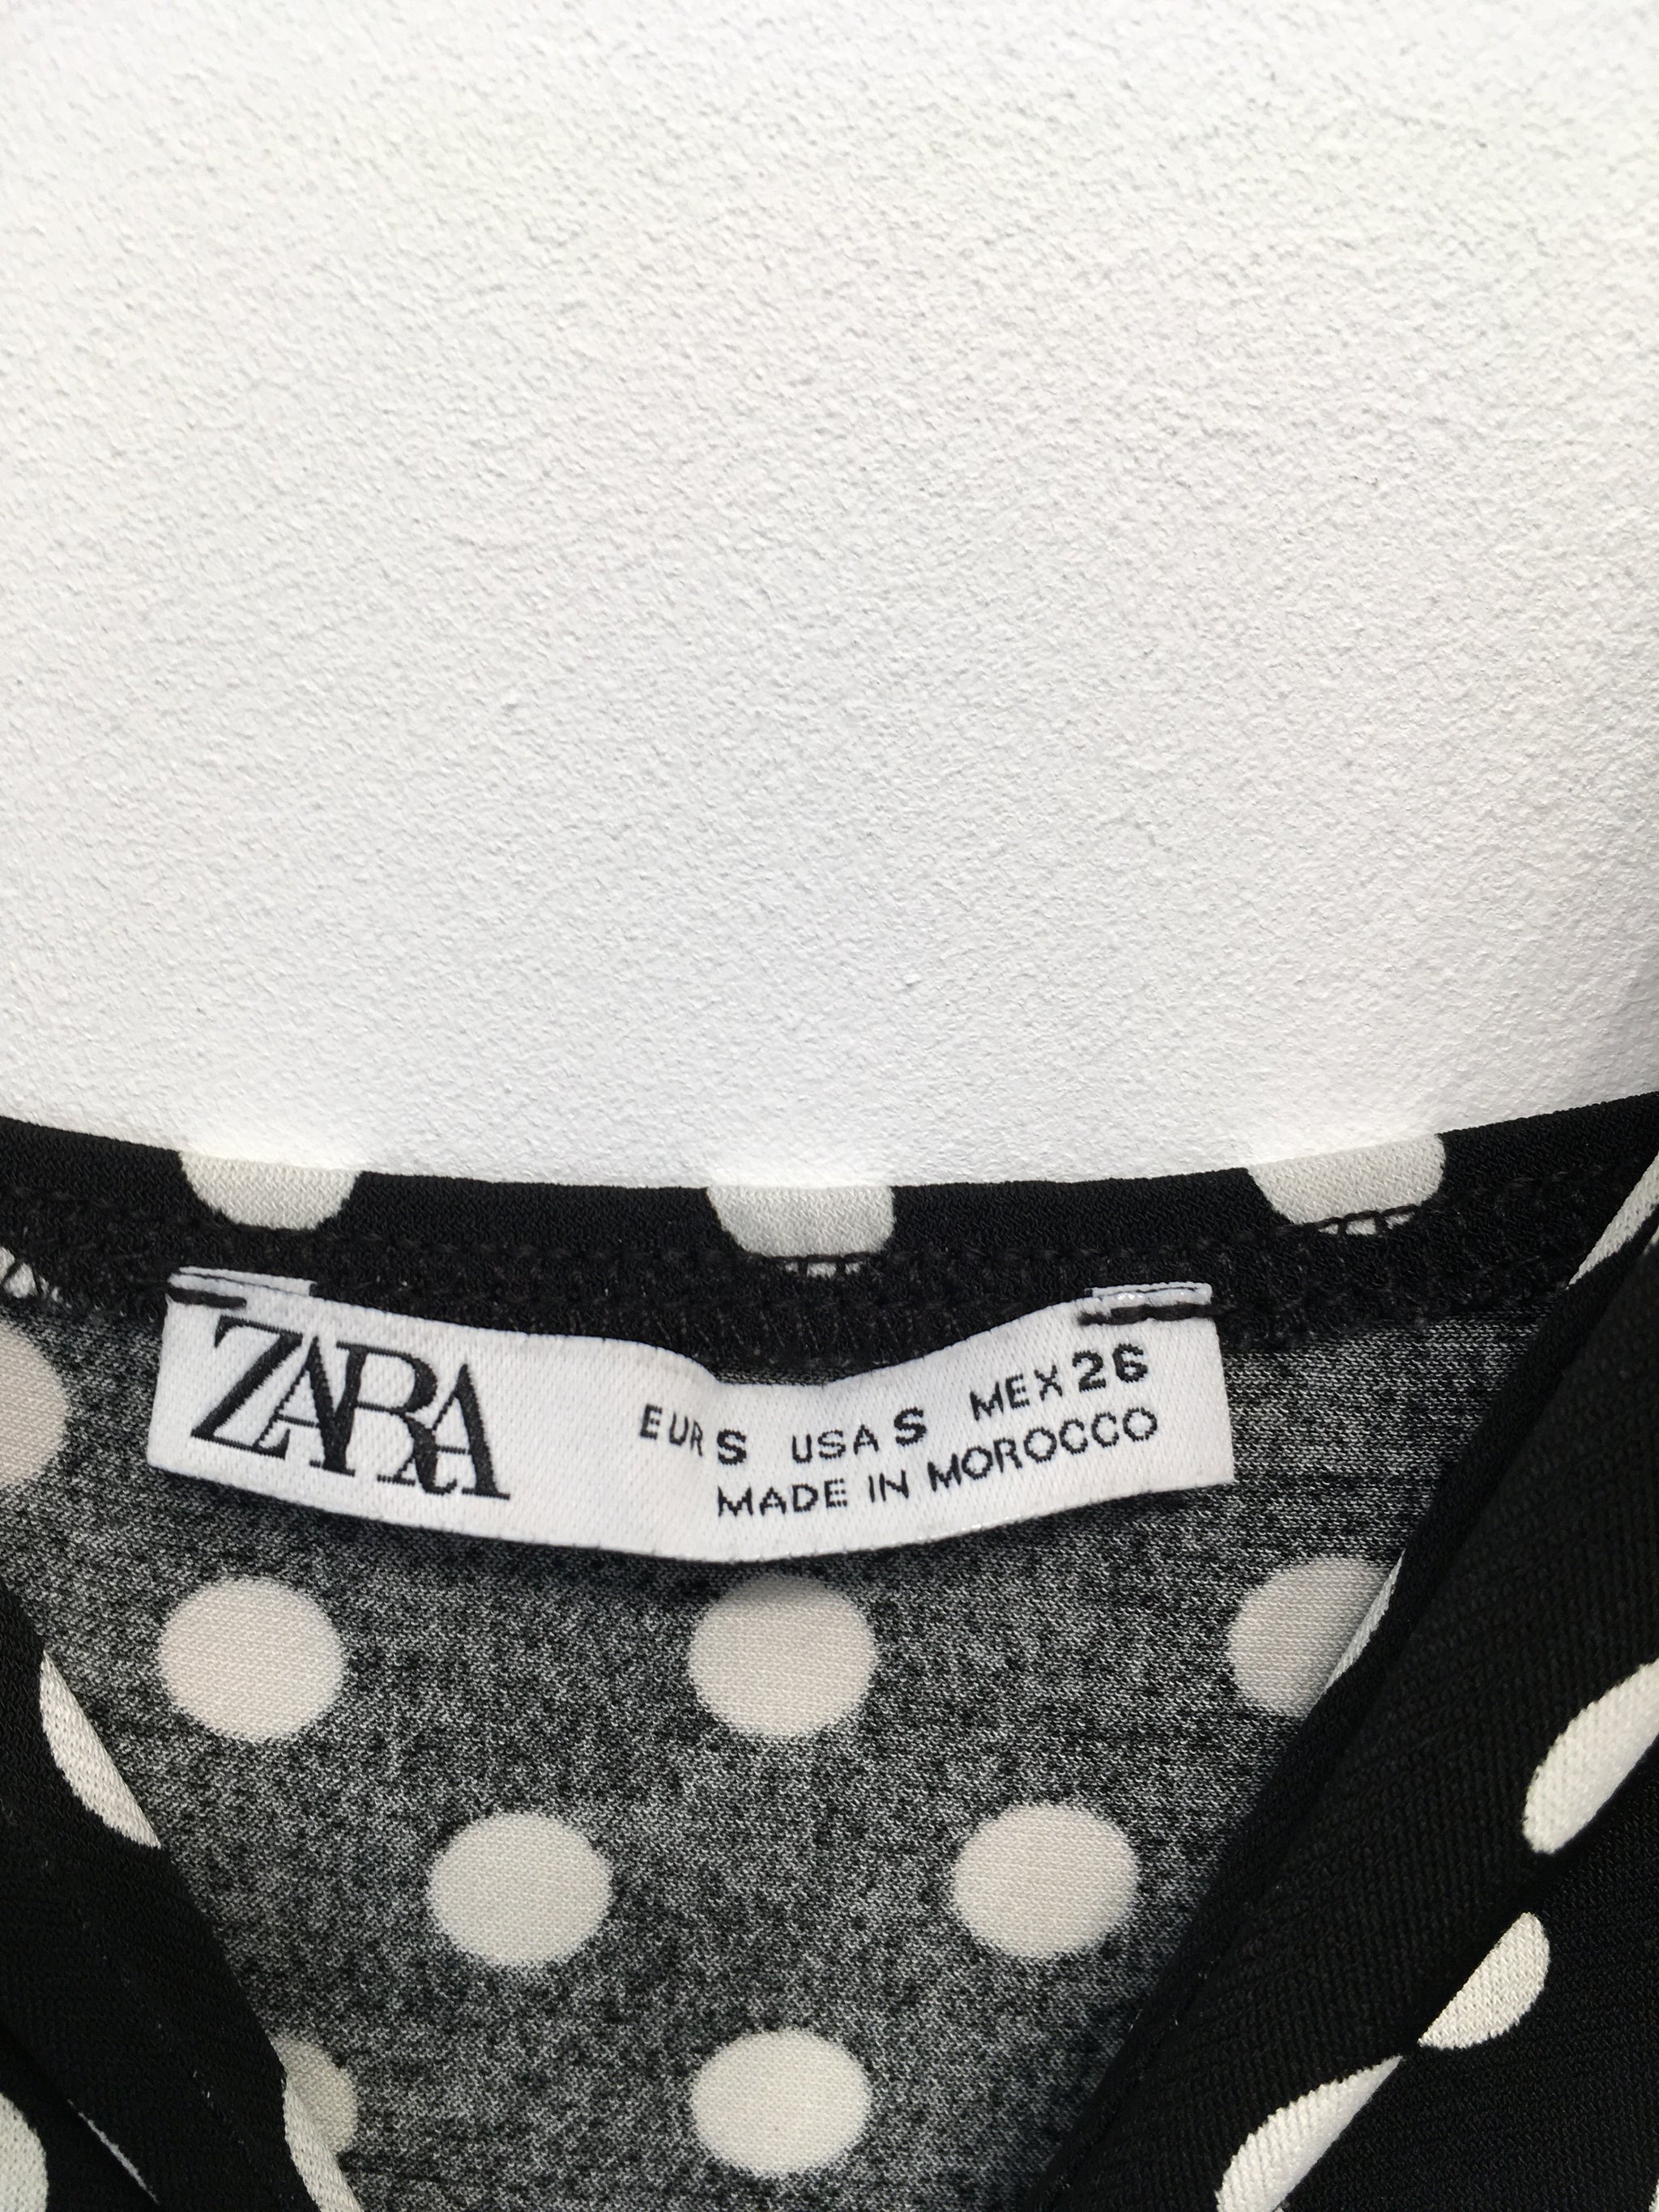 ZARA
EUR S USA S MEX 26
MADE IN MOROCCO